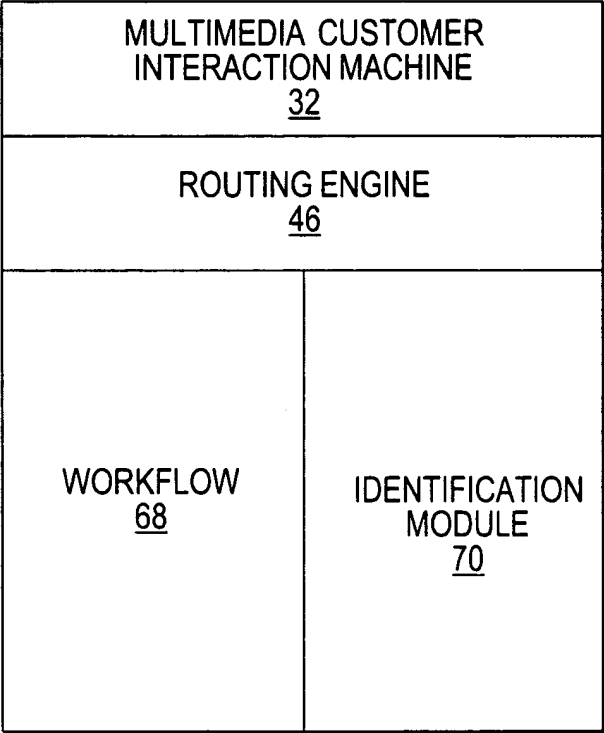 MULTIMEDIA CUSTOMER
INTERACTION MACHINE
32
ROUTING ENGINE
46
WORKFLOW
68
IDENTIFICATION
MODULE
70